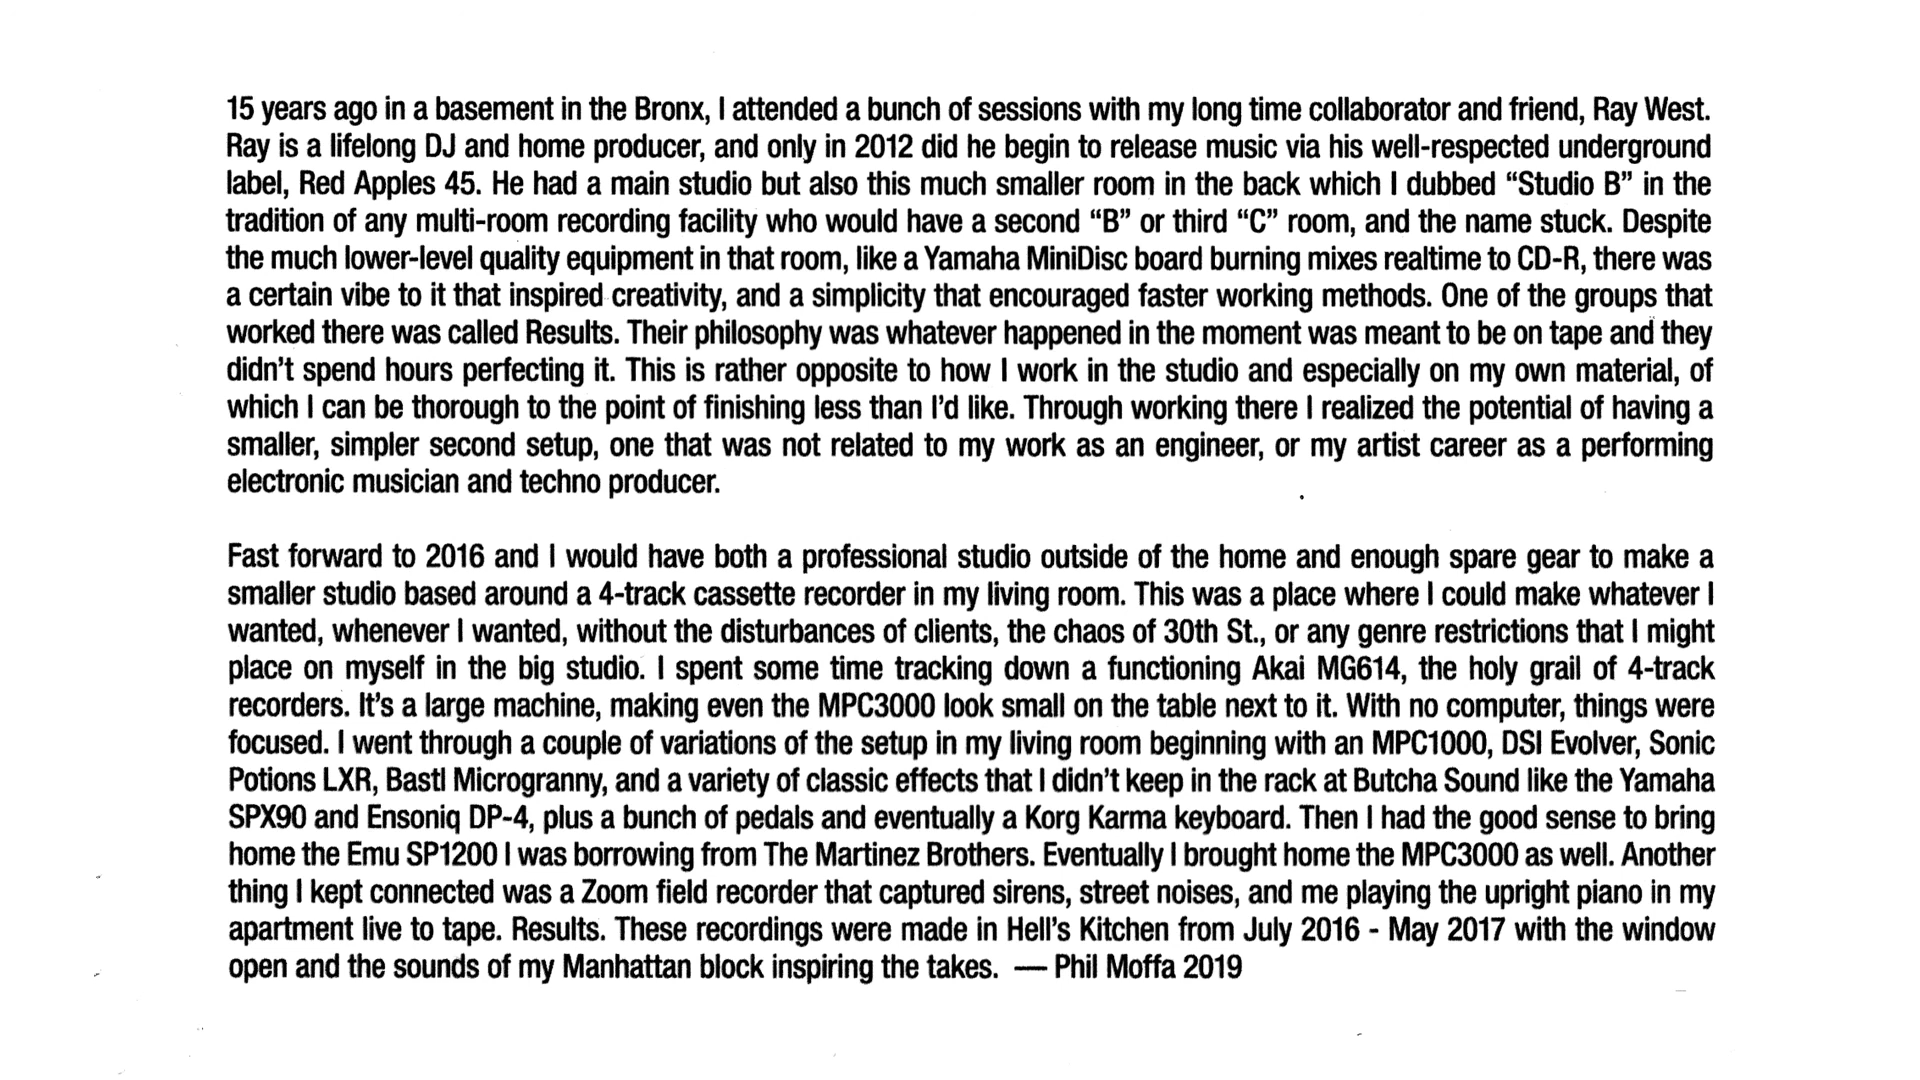 15 years ago in a basement in the Bronx, I attended a bunch of sessions with my long time collaborator and friend, Ray West.
Ray is a lifelong DJ and home producer, and only in 2012 did he begin to release music via his well-respected underground
label, Red Apples 45. He had a main studio but also this much smaller room in the back which I dubbed “Studio B” in the
tradition of any multi-room recording facility who would have a second “B” or third “C” room, and the name stuck. Despite
the much lower-level quality equipment in that room, like a Yamaha MiniDisc board burning mixes realtime to CD-R, there was
a certain vibe to it that inspired creativity, and a simplicity that encouraged faster working methods. One of the groups that
worked there was called Results. Their philosophy was whatever happened in the moment was meant to be on tape and they
didn’t spend hours perfecting it. This is rather opposite to how I work in the studio and especially on my own material, of
which I can be thorough to the point of finishing less than I’d like. Through working there I realized the potential of having a
smaller, simpler second setup, one that was not related to my work as an engineer, or my artist career as a performing
electronic musician and techno producer.
Fast forward to 2016 and I would have both a professional studio outside of the home and enough spare gear to make a
smaller studio based around a 4-track cassette recorder in my living room. This was a place where I could make whatever I
wanted, whenever I wanted, without the disturbances of clients, the chaos of 30th St., or any genre restrictions that I might
place on myself in the big studio. I spent some time tracking down a functioning Akai MG614, the holy grail of 4-track
recorders. It’s a large machine, making even the MPC3000 look small on the table next to it. With no computer, things were
focused. I went through a couple of variations of the setup in my living room beginning with an MPC1000, DSI Evolver, Sonic
Potions LXR, Bastl Microgranny, and a variety of classic effects that I didn’t keep in the rack at Butcha Sound like the Yamaha
SPX90 and Ensoniq DP-4, plus a bunch of pedals and eventually a Korg Karma keyboard. Then I had the good sense to bring
home the Emu SP1200 I was borrowing from The Martinez Brothers. Eventually I brought home the MPC3000 as well. Another
thing I kept connected was a Zoom field recorder that captured sirens, street noises, and me playing the upright piano in my
apartment live to tape. Results. These recordings were made in Hell’s Kitchen from July 2016 - May 2017 with the window
open and the sounds of my Manhattan block inspiring the takes. — Phil Moffa 2019